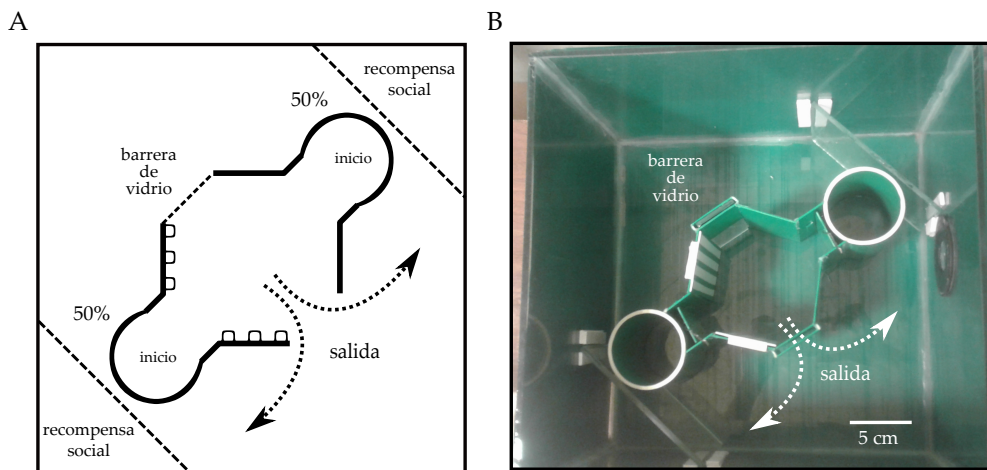 A
recompensa
social
50%
inicio
barrera
de
vidrio
50%
inicio
salida
recompensa
social
B
barrera
de
vidrio
salida
5 cm